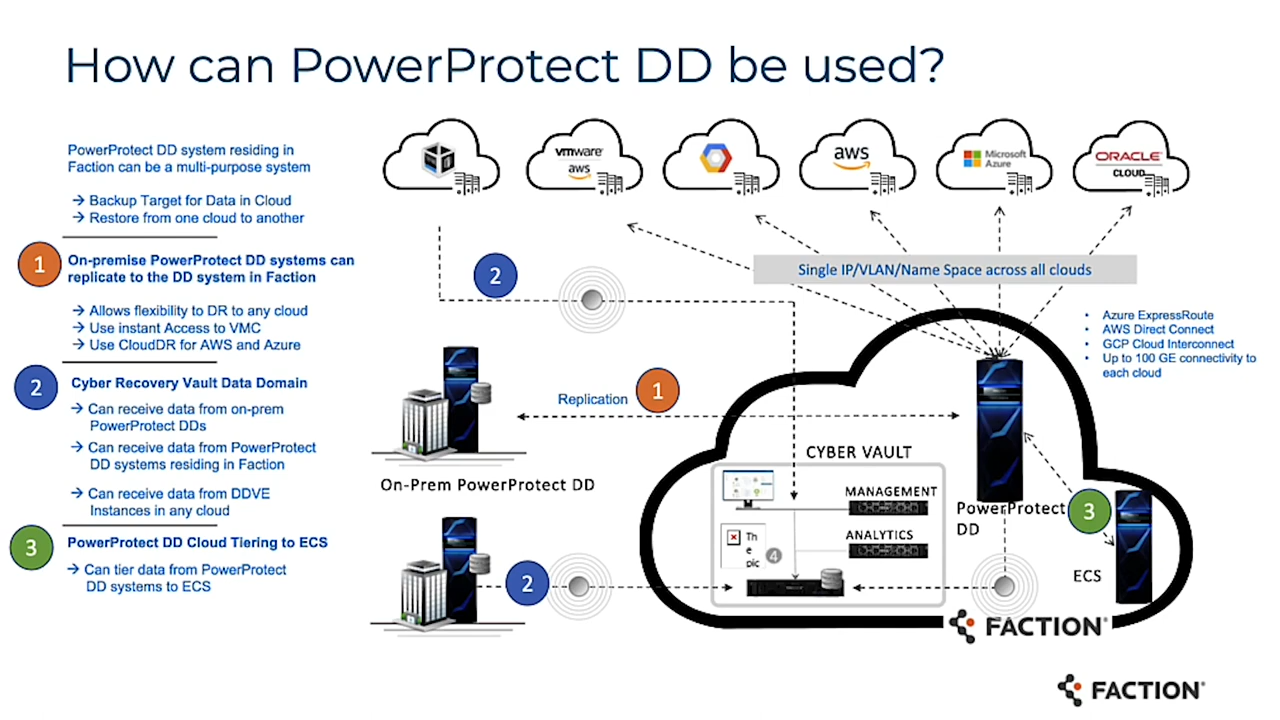 How can PowerProtect DD be used?
PowerProtect DD system residing in
Faction can be a multi-purpose system
→ Backup Target for Data in Cloud
→ Restore from one cloud to another
1
On-premise PowerProtect DD systems can
replicate to the DD system in Faction
→ Allows flexibility to DR to any cloud
→ Use instant Access to VMC
→ Use CloudDR for AWS and Azure
2
Cyber Recovery Vault Data Domain
→ Can receive data from on-prem
PowerProtect DDs
→ Can receive data from PowerProtect
DD systems residing in Faction
→ Can receive data from DDVE
Instances in any cloud
3
PowerProtect DD Cloud Tiering to ECS
→ Can tier data from PowerProtect
DD systems to ECS
vmware
aws
aws
Microsoft
Azure
ORACLE
CLOUD
2
Single IP/VLAN/Name Space across all clouds
• Azure ExpressRoute
• AWS Direct Connect
• GCP Cloud Interconnect
• Up to 100 GE connectivity to
each cloud
Replication
1
On-Prem PowerProtect DD
CYBER VAULT
MANAGEMENT
ANALYTICS
Th
e
pic
4
PowerProtect
DD
3
ECS
2
FACTION
FACTION